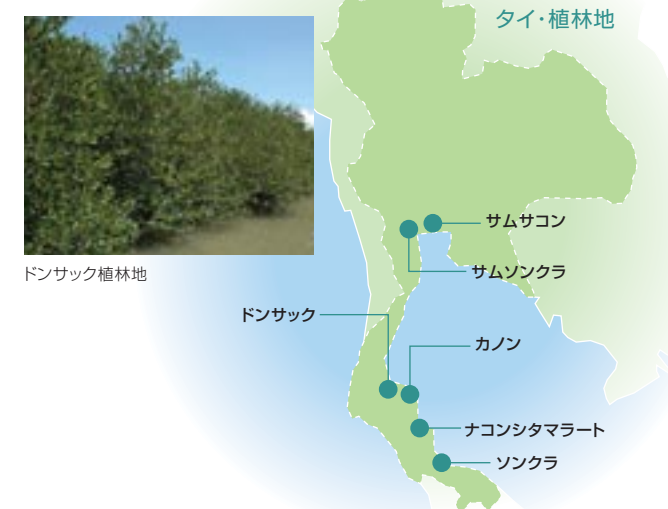 タイ・植林地
ドンサック植林地
サムサコン
サムソンクラ
ドンサック
カノン
ナコンシタマラート
ソンクラ